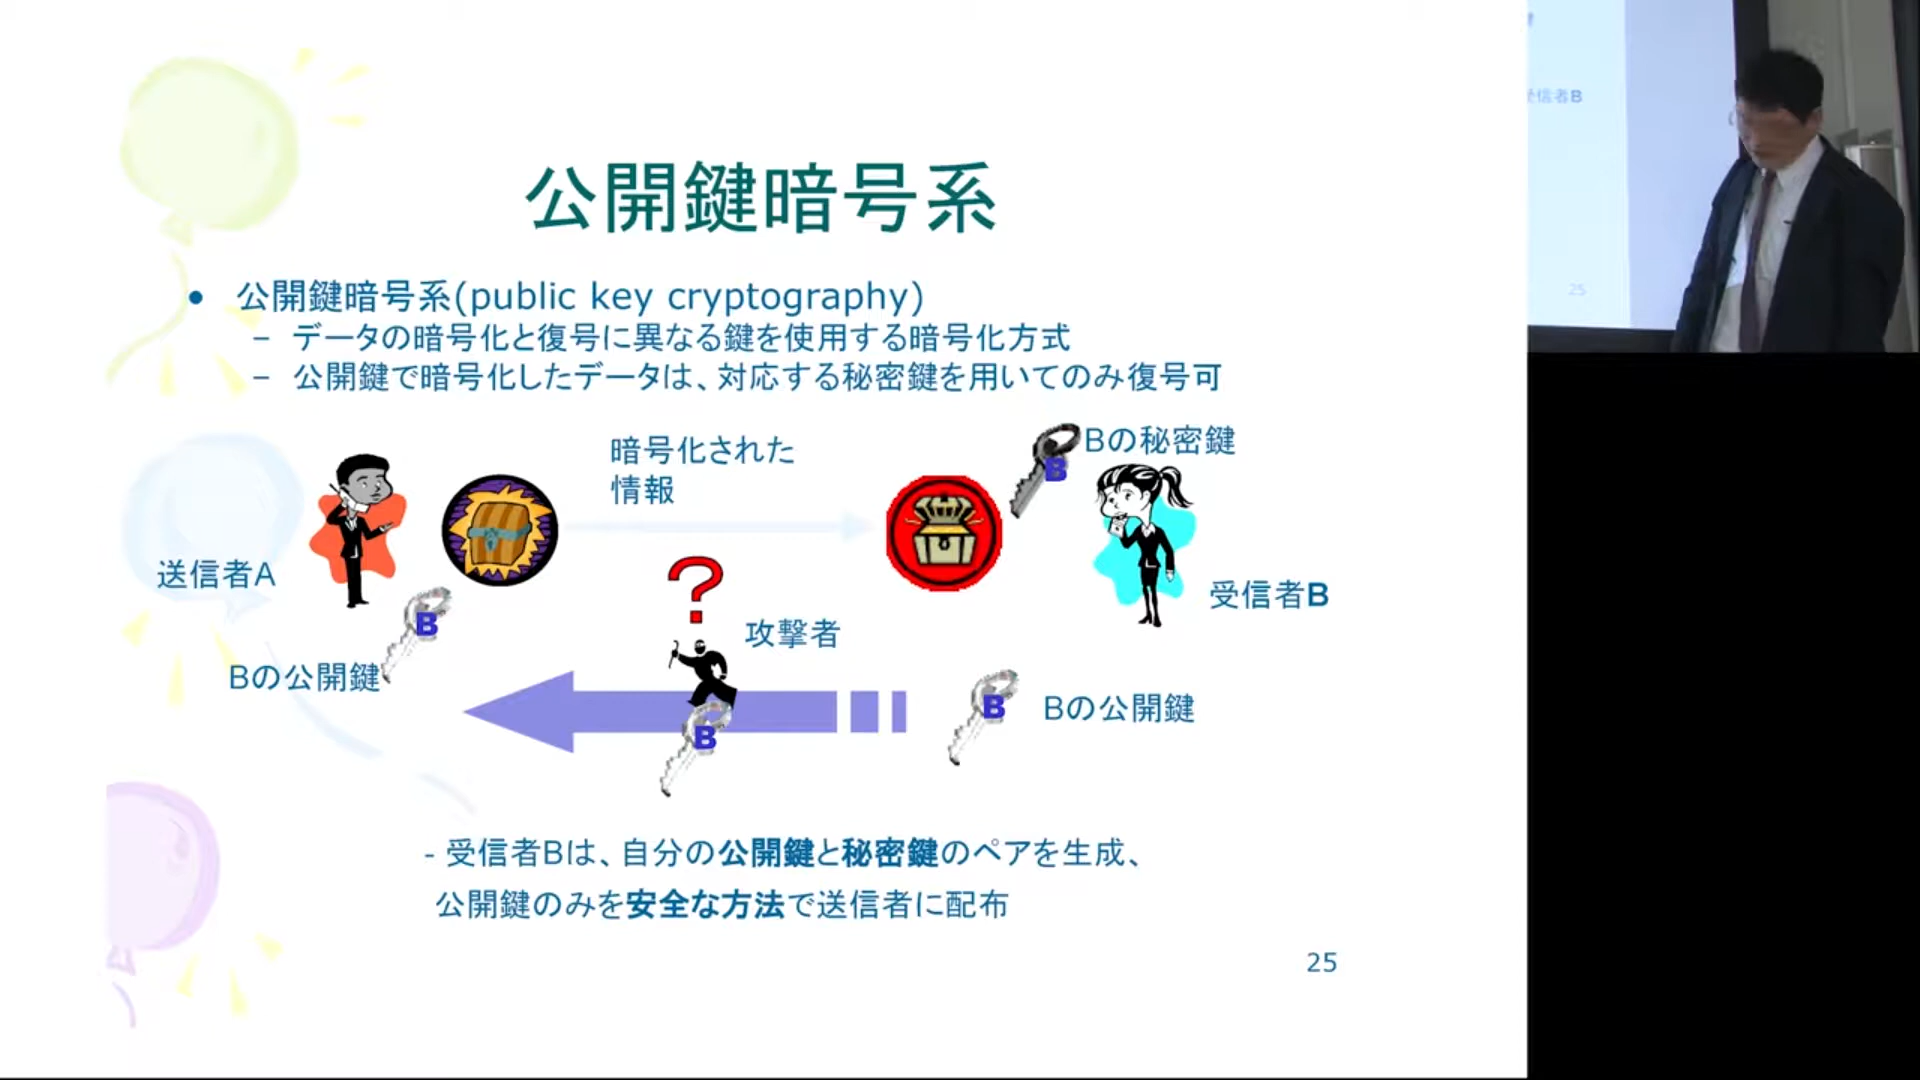 公開鍵暗号系
• 公開鍵暗号系(public key cryptography)
– データの暗号化と復号に異なる鍵を使用する暗号化方式
– 公開鍵で暗号化したデータは、対応する秘密鍵を用いてのみ復号可
暗号化された
情報
Bの秘密鍵
B
送信者A
受信者B
B
攻撃者
Bの公開鍵
B
Bの公開鍵
B
?
- 受信者Bは、自分の公開鍵と秘密鍵のペアを生成、
公開鍵のみを安全な方法で送信者に配布
25
信者B
25